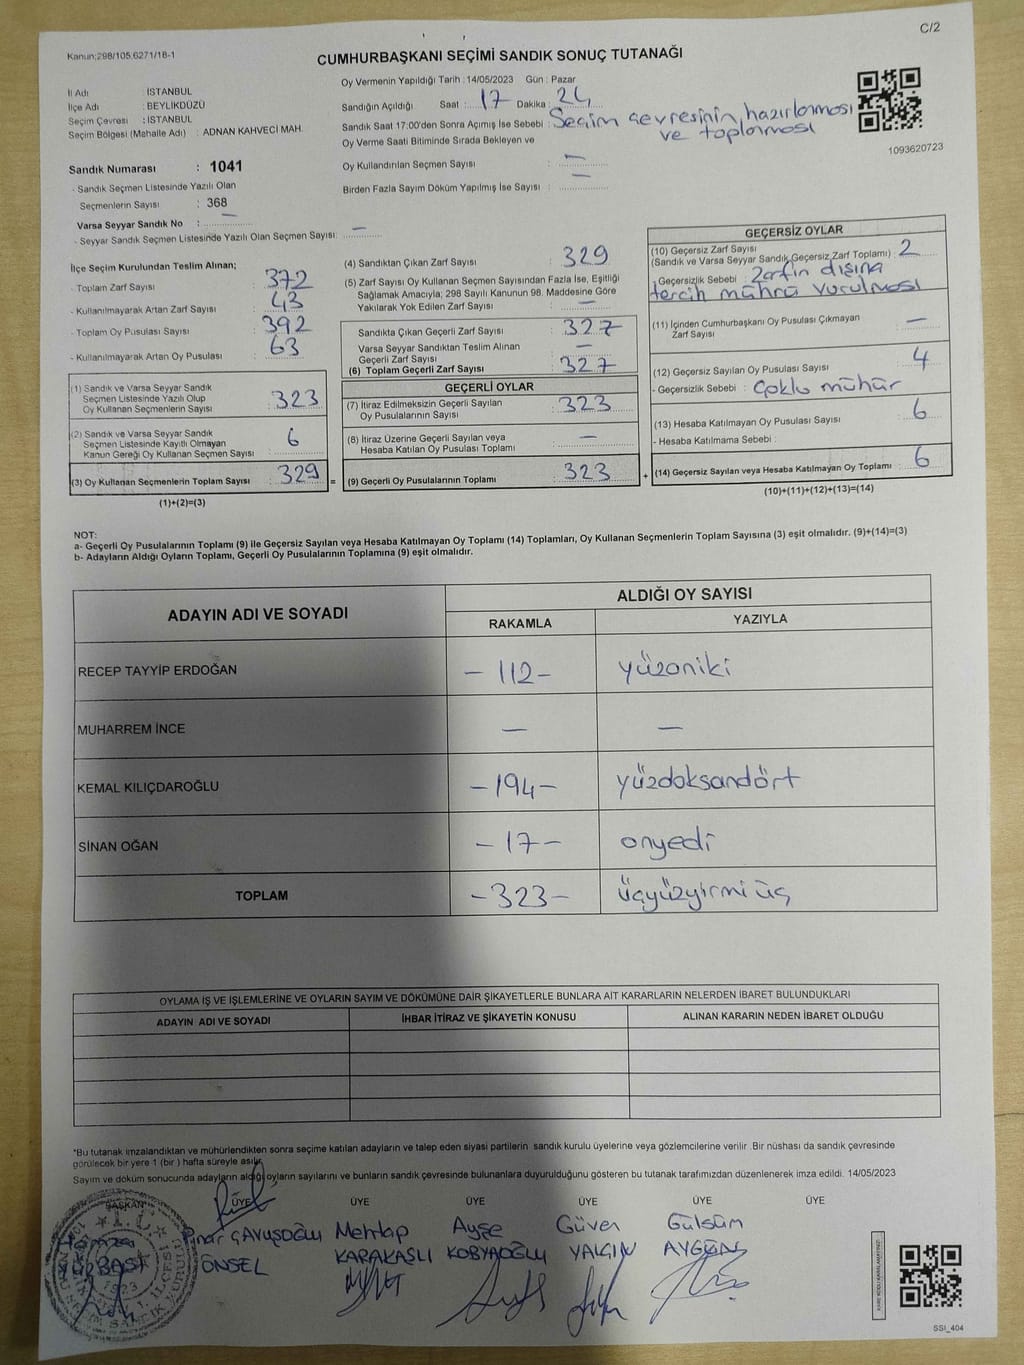 C/2
Kanun:298/105.6271/18-1
CUMHURBAŞKANI SEÇİMİ SANDIK SONUÇ TUTANAĞI
İl Adı : İSTANBUL
İlçe Adı : BEYLİKDÜZÜ
Seçim Çevresi : İSTANBUL
Seçim Bölgesi (Mahalle Adı) : ADNAN KAHVECİ MAH.
Oy Vermenin Yapıldığı Tarih :14/05/2023 Gün : Pazar
Sandığın Açıldığı Saat : 17 Dakika : 24
Sandık Saat 17:00'den Sonra Açımış İse Sebebi : Seçim çevresinin hazırlanması
ve toplanması
Oy Verme Saati Bitiminde Sırada Bekleyen ve
Oy Kullandırılan Seçmen Sayısı : —
Birden Fazla Sayım Döküm Yapılmış İse Sayısı : —
1093620723
Sandık Numarası : 1041
- Sandık Seçmen Listesinde Yazılı Olan
Seçmenlerin Sayısı : 368
Varsa Seyyar Sandık No : —
- Seyyar Sandık Seçmen Listesinde Yazılı Olan Seçmen Sayısı: —
İlçe Seçim Kurulundan Teslim Alınan;
- Toplam Zarf Sayısı : 372
- Kullanılmayarak Artan Zarf Sayısı : 43
- Toplam Oy Pusulası Sayısı : 392
- Kullanılmayarak Artan Oy Pusulası : 63
(1) Sandık ve Varsa Seyyar Sandık
Seçmen Listesinde Yazılı Olup
Oy Kullanan Seçmenlerin Sayısı : 323
(2) Sandık ve Varsa Seyyar Sandık
Seçmen Listesinde Kayıtlı Olmayan
Kanun Gereği Oy Kullanan Seçmen Sayısı : 6
(3) Oy Kullanan Seçmenlerin Toplam Sayısı : 329 =
(1)+(2)=(3)
(4) Sandıktan Çıkan Zarf Sayısı : 329
(5) Zarf Sayısı Oy Kullanan Seçmen Sayısından Fazla İse, Eşitliği
Sağlamak Amacıyla; 298 Sayılı Kanunun 98. Maddesine Göre
Yakılarak Yok Edilen Zarf Sayısı : —
Sandıkta Çıkan Geçerli Zarf Sayısı : 327
Varsa Seyyar Sandıktan Teslim Alınan
Geçerli Zarf Sayısı : —
(6) Toplam Geçerli Zarf Sayısı : 327
GEÇERLİ OYLAR
(7) İtiraz Edilmeksizin Geçerli Sayılan
Oy Pusulalarının Sayısı : 323
(8) İtiraz Üzerine Geçerli Sayılan veya
Hesaba Katılan Oy Pusulası Toplamı : —
(9) Geçerli Oy Pusulalarının Toplamı : 323 +
GEÇERSİZ OYLAR
(10) Geçersiz Zarf Sayısı
(Sandık ve Varsa Seyyar Sandık Geçersiz Zarf Toplamı) : 2
- Geçersizlik Sebebi : Zarfın dışına
tercih mührü vurulması
(11) İçinden Cumhurbaşkanı Oy Pusulası Çıkmayan
Zarf Sayısı : —
(12) Geçersiz Sayılan Oy Pusulası Sayısı : 4
- Geçersizlik Sebebi : Çoklu mühür
(13) Hesaba Katılmayan Oy Pusulası Sayısı : 6
- Hesaba Katılmama Sebebi :
(14) Geçersiz Sayılan veya Hesaba Katılmayan Oy Toplamı : 6
(10)+(11)+(12)+(13)=(14)
NOT:
a- Geçerli Oy Pusulalarının Toplamı (9) ile Geçersiz Sayılan veya Hesaba Katılmayan Oy Toplamı (14) Toplamları, Oy Kullanan Seçmenlerin Toplam Sayısına (3) eşit olmalıdır. (9)+(14)=(3)
b- Adayların Aldığı Oyların Toplamı, Geçerli Oy Pusulalarının Toplamına (9) eşit olmalıdır.
ADAYIN ADI VE SOYADI
ALDIĞI OY SAYISI
RAKAMLA YAZIYLA
RECEP TAYYİP ERDOĞAN -112- yüzoniki
MUHARREM İNCE — —
KEMAL KILIÇDAROĞLU -194- yüzdoksandört
SİNAN OĞAN -17- onyedi
TOPLAM -323- üçyüzyirmiüç
OYLAMA İŞ VE İŞLEMLERİNE VE OYLARIN SAYIM VE DÖKÜMÜNE DAİR ŞİKAYETLERLE BUNLARA AİT KARARLARIN NELERDEN İBARET BULUNDUKLARI
ADAYIN ADI VE SOYADI İHBAR İTİRAZ VE ŞİKAYETİN KONUSU ALINAN KARARIN NEDEN İBARET OLDUĞU
*Bu tutanak imzalandıktan ve mühürlendikten sonra seçime katılan adayların ve talep eden siyasi partilerin sandık kurulu üyelerine veya gözlemcilerine verilir .Bir nüshası da sandık çevresinde
görülecek bir yere 1 (bir ) hafta süreyle asılır.
Sayım ve döküm sonucunda adayların aldığı oyların sayılarını ve bunların sandık çevresinde bulunanlara duyurulduğunu gösteren bu tutanak tarafımızdan düzenlenerek imza edildi. 14/05/2023
BAŞKAN ÜYE ÜYE ÜYE ÜYE ÜYE ÜYE
Hamza Pınar ÇAVUŞOĞLU Mehtap Ayşe Güven Gülsüm
ÖNSEL KARAKAŞLI KOBYAOĞLU YALGIN AYGÜN
KARE KODU KARALAMAYINIZ!
SSI_404